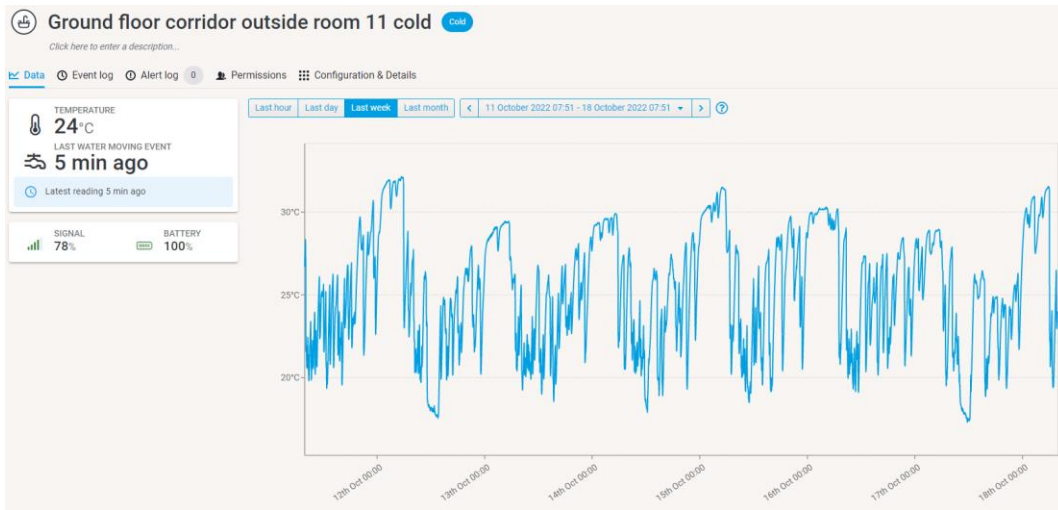 Ground floor corridor outside room 11 cold Cold
Click here to enter a description...
Data Event log Alert log 0 Permissions Configuration & Details
TEMPERATURE
24°C
LAST WATER MOVING EVENT
5 min ago
Latest reading 5 min ago
SIGNAL
78%
BATTERY
100%
Last hour Last day Last week Last month < 11 October 2022 07:51 - 18 October 2022 07:51 > ?
30°C
25°C
20°C
12th Oct 00:00
13th Oct 00:00
14th Oct 00:00
15th Oct 00:00
16th Oct 00:00
17th Oct 00:00
18th Oct 00:00